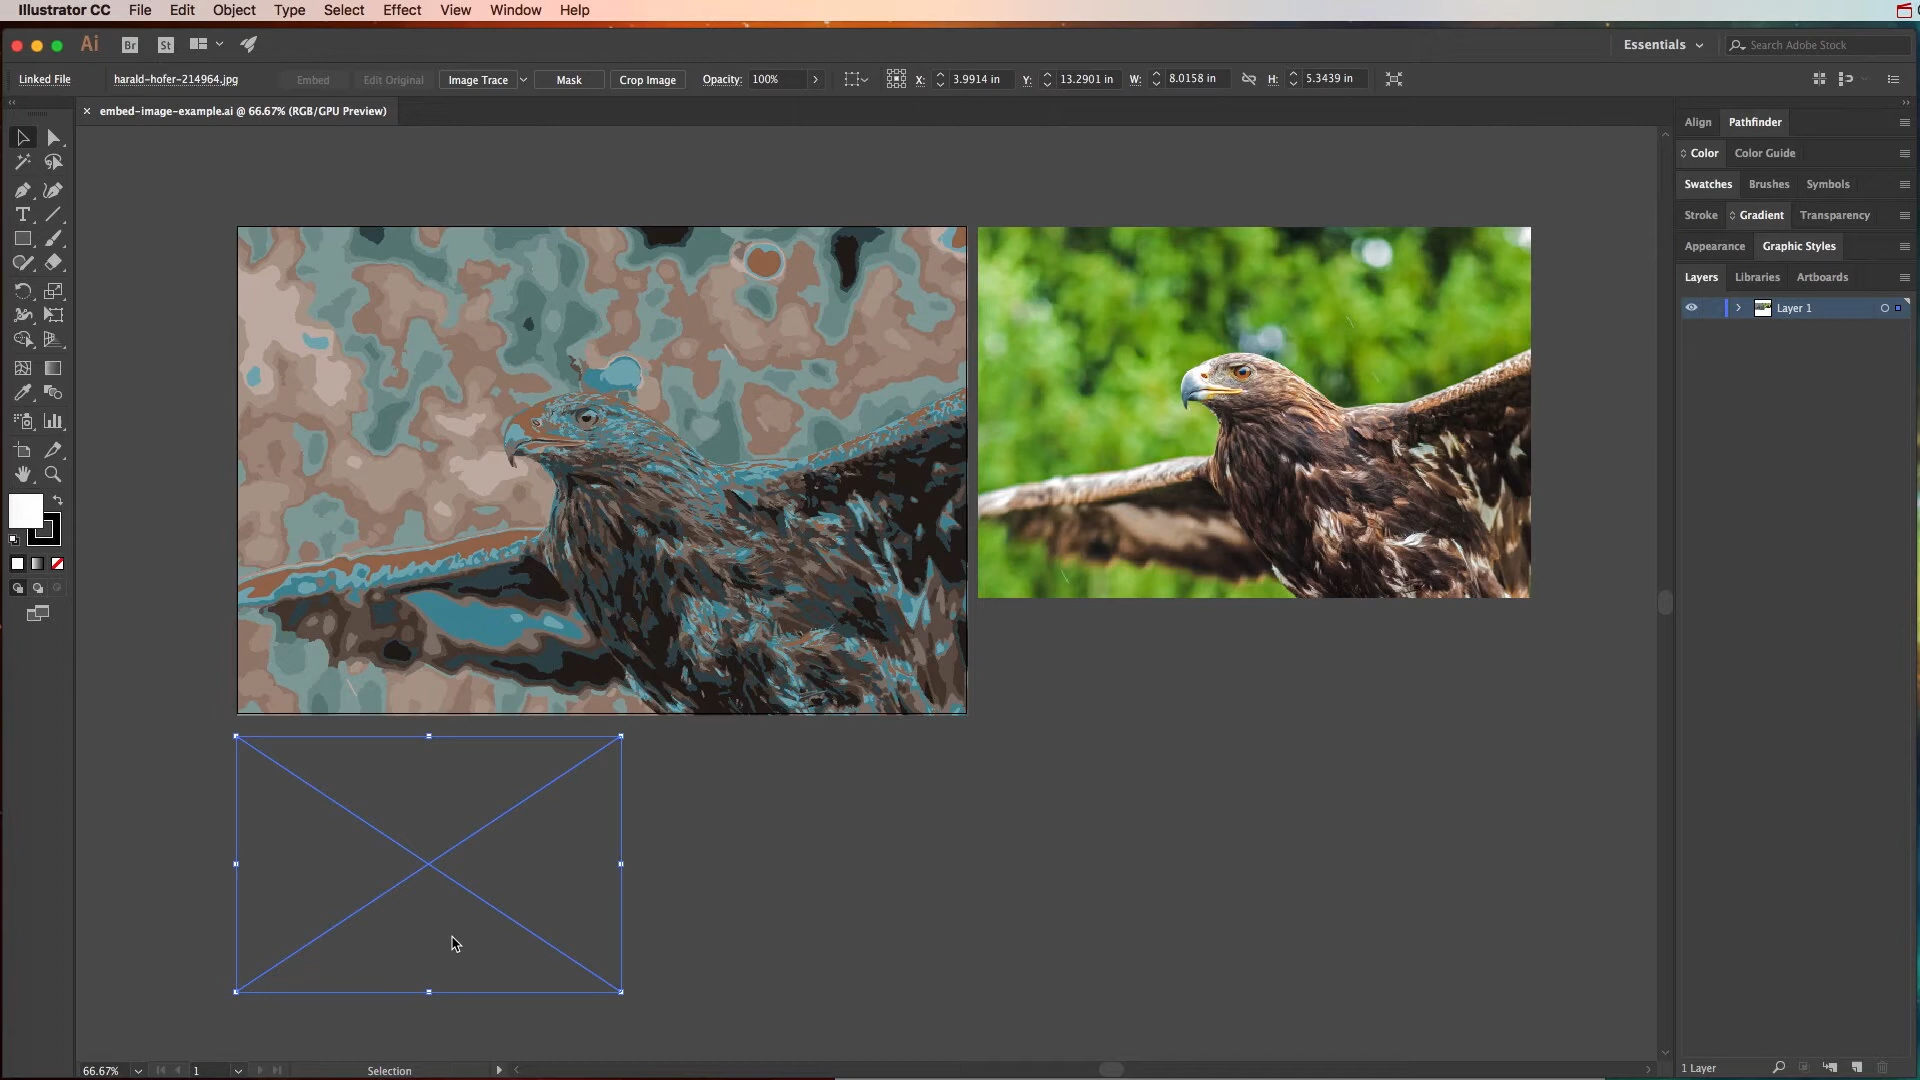 Illustrator CC File Edit Object Type Select Effect View Window Help
Ai Br St Essentials Search Adobe Stock
Linked File harald-hofer-214964.jpg Embed Edit Original Image Trace Mask Crop Image Opacity: 100% X: 3.9914 in Y: 13.2901 in W: 8.0158 in H: 5.3439 in
embed-image-example.ai @ 66.67% (RGB/GPU Preview)
Align Pathfinder
Color Color Guide
Swatches Brushes Symbols
Stroke Gradient Transparency
Appearance Graphic Styles
Layers Libraries Artboards
Layer 1
66.67% 1 Selection
1 Layer